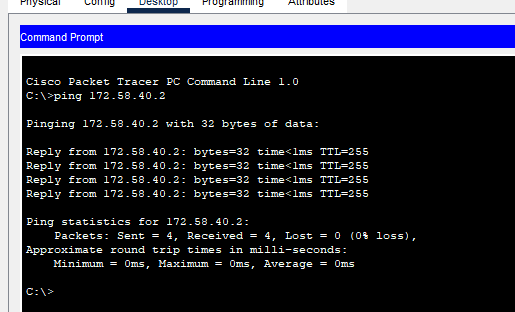 Physical Config Desktop Programming Attributes
Command Prompt
Cisco Packet Tracer PC Command Line 1.0
C:\>ping 172.58.40.2
Pinging 172.58.40.2 with 32 bytes of data:
Reply from 172.58.40.2: bytes=32 time<1ms TTL=255
Reply from 172.58.40.2: bytes=32 time<1ms TTL=255
Reply from 172.58.40.2: bytes=32 time<1ms TTL=255
Reply from 172.58.40.2: bytes=32 time<1ms TTL=255
Ping statistics for 172.58.40.2:
Packets: Sent = 4, Received = 4, Lost = 0 (0% loss),
Approximate round trip times in milli-seconds:
Minimum = 0ms, Maximum = 0ms, Average = 0ms
C:\>